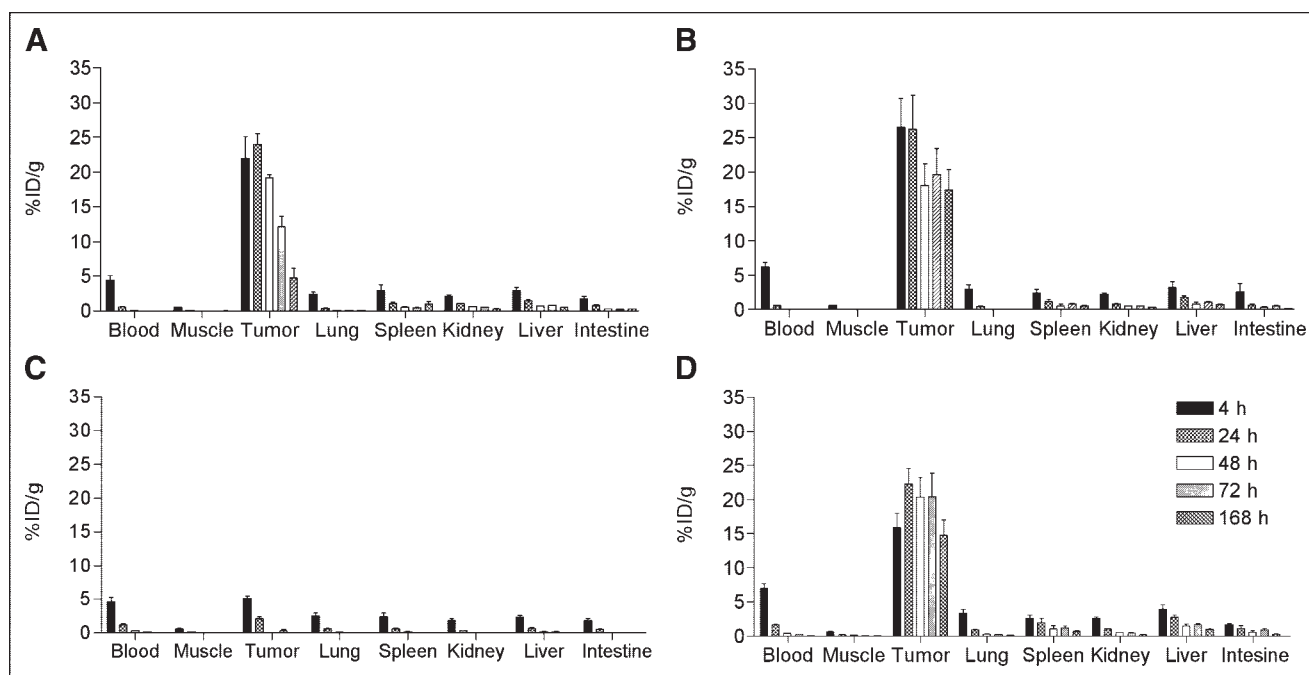 A
35
30
25
20
15
10
5
0
%ID/g
Blood Muscle Tumor Lung Spleen Kidney Liver Intestine
B
35
30
25
20
15
10
5
0
%ID/g
Blood Muscle Tumor Lung Spleen Kidney Liver Intestine
C
35
30
25
20
15
10
5
0
%ID/g
Blood Muscle Tumor Lung Spleen Kidney Liver Intestine
D
35
30
25
20
15
10
5
0
%ID/g
4 h
24 h
48 h
72 h
168 h
Blood Muscle Tumor Lung Spleen Kidney Liver Intesine